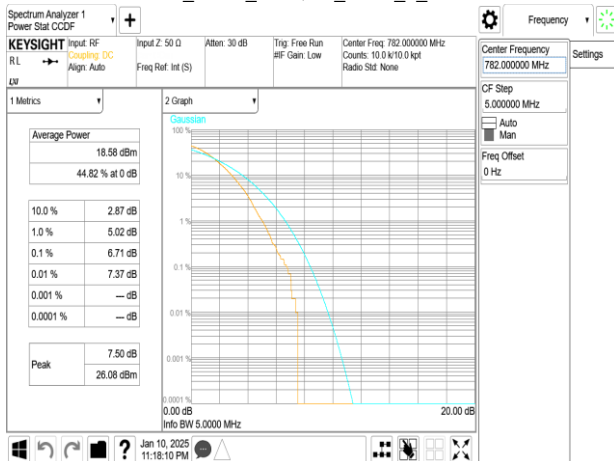 Spectrum Analyzer 1
Power Stat CCDF
Frequency
KEYSIGHT
Input: RF
Input Z: 50 Ω
Atten: 30 dB
Trig: Free Run
Center Freq: 782.000000 MHz
RL
Coupling: DC
#IF Gain: Low
Counts: 10.0 k/10.0 kpt
Align: Auto
Freq Ref: Int (S)
Radio Std: None
LXI
1 Metrics
2 Graph
Average Power
18.58 dBm
44.82 % at 0 dB
10.0 % 2.87 dB
1.0 % 5.02 dB
0.1 % 6.71 dB
0.01 % 7.37 dB
0.001 % --- dB
0.0001 % --- dB
Peak
7.50 dB
26.08 dBm
Gaussian
100 %
10 %
1 %
0.1 %
0.01 %
0.001 %
0.0001 %
0.00 dB
20.00 dB
Info BW 5.0000 MHz
Center Frequency
782.000000 MHz
Settings
CF Step
5.000000 MHz
Auto
Man
Freq Offset
0 Hz
?
Jan 10, 2025
11:18:10 PM